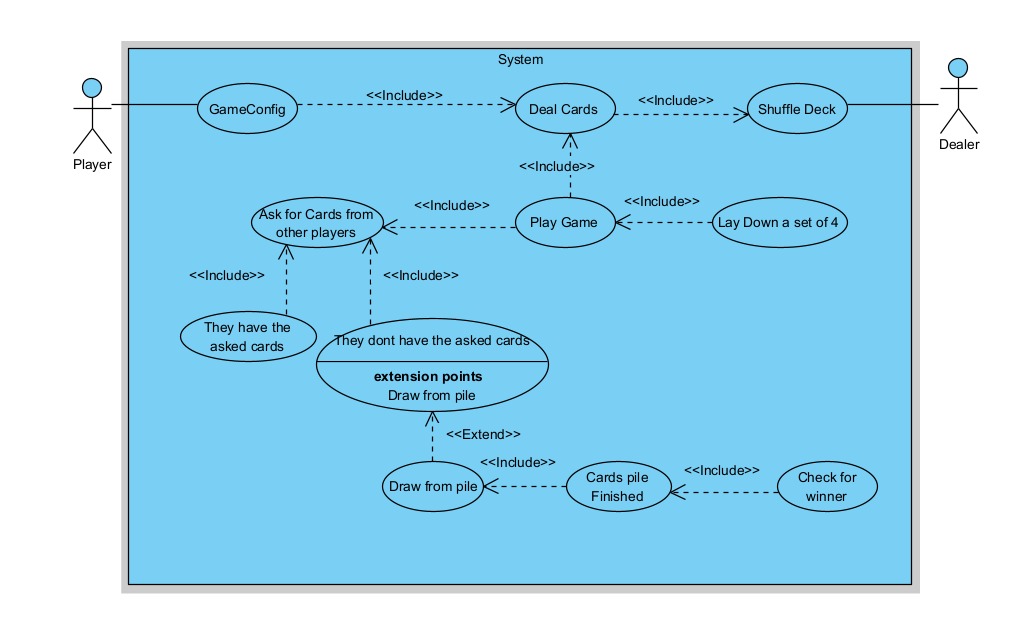 System
GameConfig
<<Include>>
Deal Cards
<<Include>>
Shuffle Deck
Player
Dealer
<<Include>>
Ask for Cards from
other players
<<Include>>
Play Game
<<Include>>
Lay Down a set of 4
<<Include>>
<<Include>>
They have the
asked cards
They dont have the asked cards
extension points
Draw from pile
<<Extend>>
Draw from pile
<<Include>>
Cards pile
Finished
<<Include>>
Check for
winner